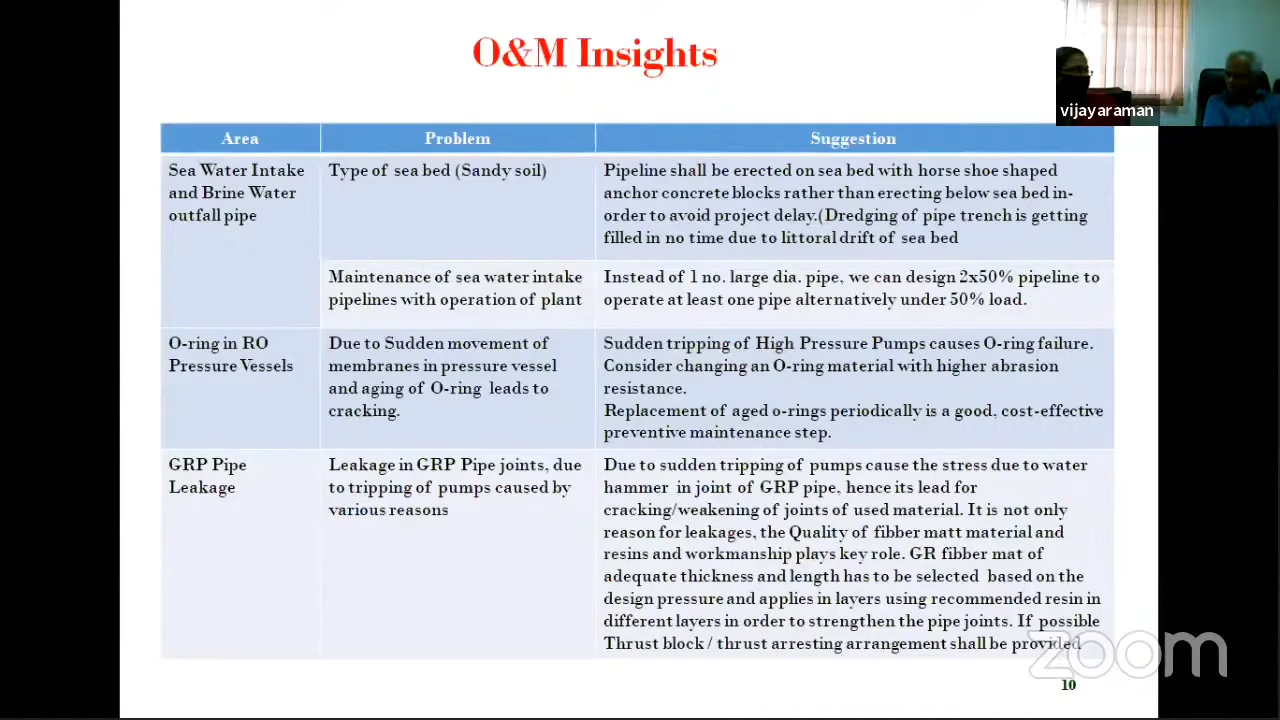 O&M Insights
vijayaraman
Area
Problem
Suggestion
Sea Water Intake
and Brine Water
outfall pipe
Type of sea bed (Sandy soil)
Pipeline shall be erected on sea bed with horse shoe shaped
anchor concrete blocks rather than erecting below sea bed in-
order to avoid project delay.(Dredging of pipe trench is getting
filled in no time due to littoral drift of sea bed
Maintenance of sea water intake
pipelines with operation of plant
Instead of 1 no. large dia. pipe, we can design 2x50% pipeline to
operate at least one pipe alternatively under 50% load.
O-ring in RO
Pressure Vessels
Due to Sudden movement of
membranes in pressure vessel
and aging of O-ring leads to
cracking.
Sudden tripping of High Pressure Pumps causes O-ring failure.
Consider changing an O-ring material with higher abrasion
resistance.
Replacement of aged o-rings periodically is a good, cost-effective
preventive maintenance step.
GRP Pipe
Leakage
Leakage in GRP Pipe joints, due
to tripping of pumps caused by
various reasons
Due to sudden tripping of pumps cause the stress due to water
hammer in joint of GRP pipe, hence its lead for
cracking/weakening of joints of used material. It is not only
reason for leakages, the Quality of fibber matt material and
resins and workmanship plays key role. GR fibber mat of
adequate thickness and length has to be selected based on the
design pressure and applies in layers using recommended resin in
different layers in order to strengthen the pipe joints. If possible
Thrust block / thrust arresting arrangement shall be provided
zoom
10